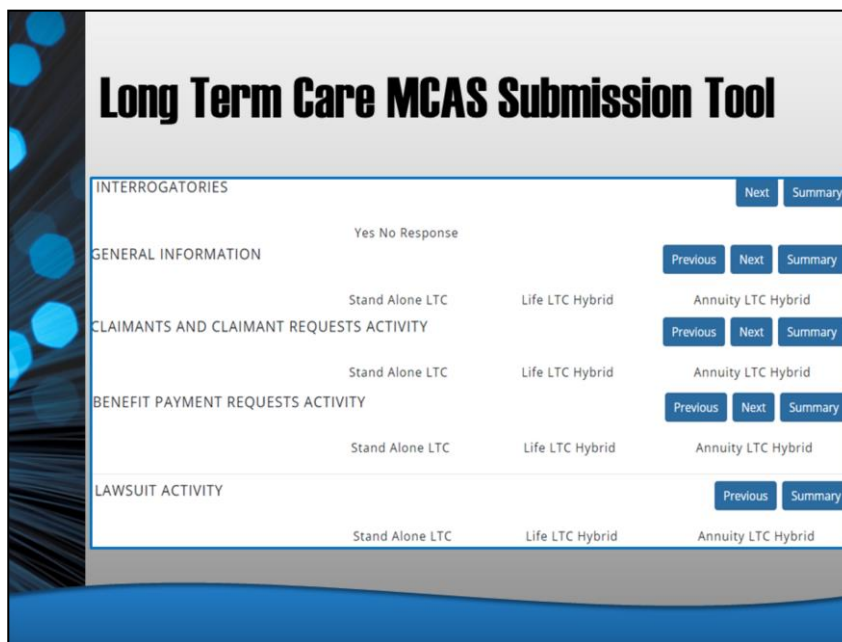 Long Term Care MCAS Submission Tool
INTERROGATORIES Next Summary
Yes No Response
GENERAL INFORMATION Previous Next Summary
Stand Alone LTC Life LTC Hybrid Annuity LTC Hybrid
CLAIMANTS AND CLAIMANT REQUESTS ACTIVITY Previous Next Summary
Stand Alone LTC Life LTC Hybrid Annuity LTC Hybrid
BENEFIT PAYMENT REQUESTS ACTIVITY Previous Next Summary
Stand Alone LTC Life LTC Hybrid Annuity LTC Hybrid
LAWSUIT ACTIVITY Previous Summary
Stand Alone LTC Life LTC Hybrid Annuity LTC Hybrid